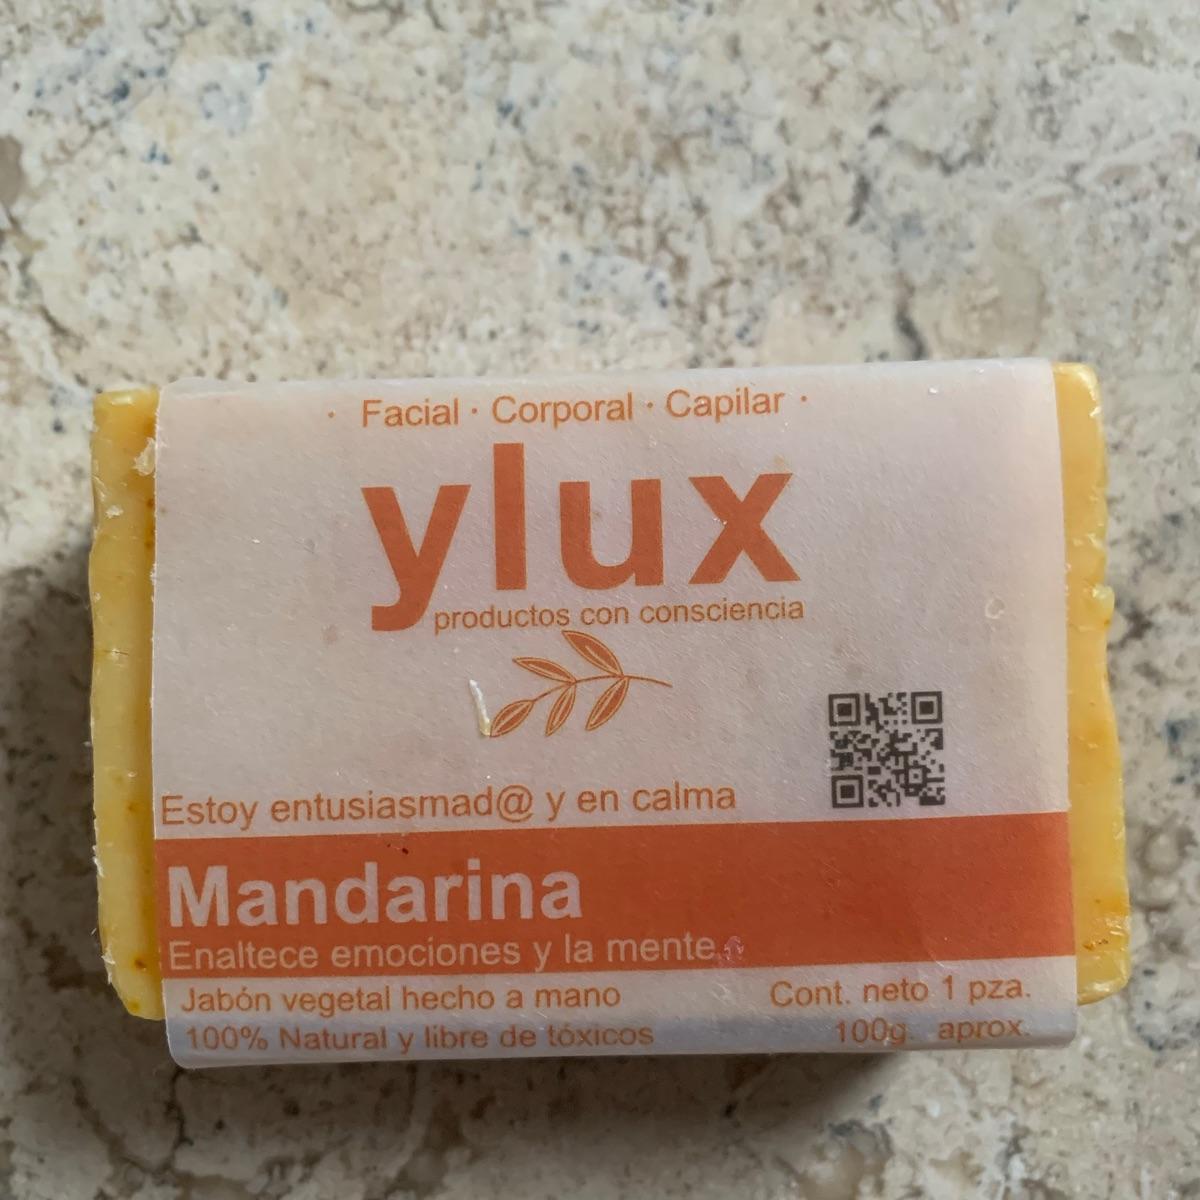 · Facial · Corporal · Capilar ·
ylux
productos con consciencia
Estoy entusiasmad@ y en calma
Mandarina
Enaltece emociones y la mente
Jabón vegetal hecho a mano
100% Natural y libre de tóxicos
Cont. neto 1 pza.
100g. aprox.